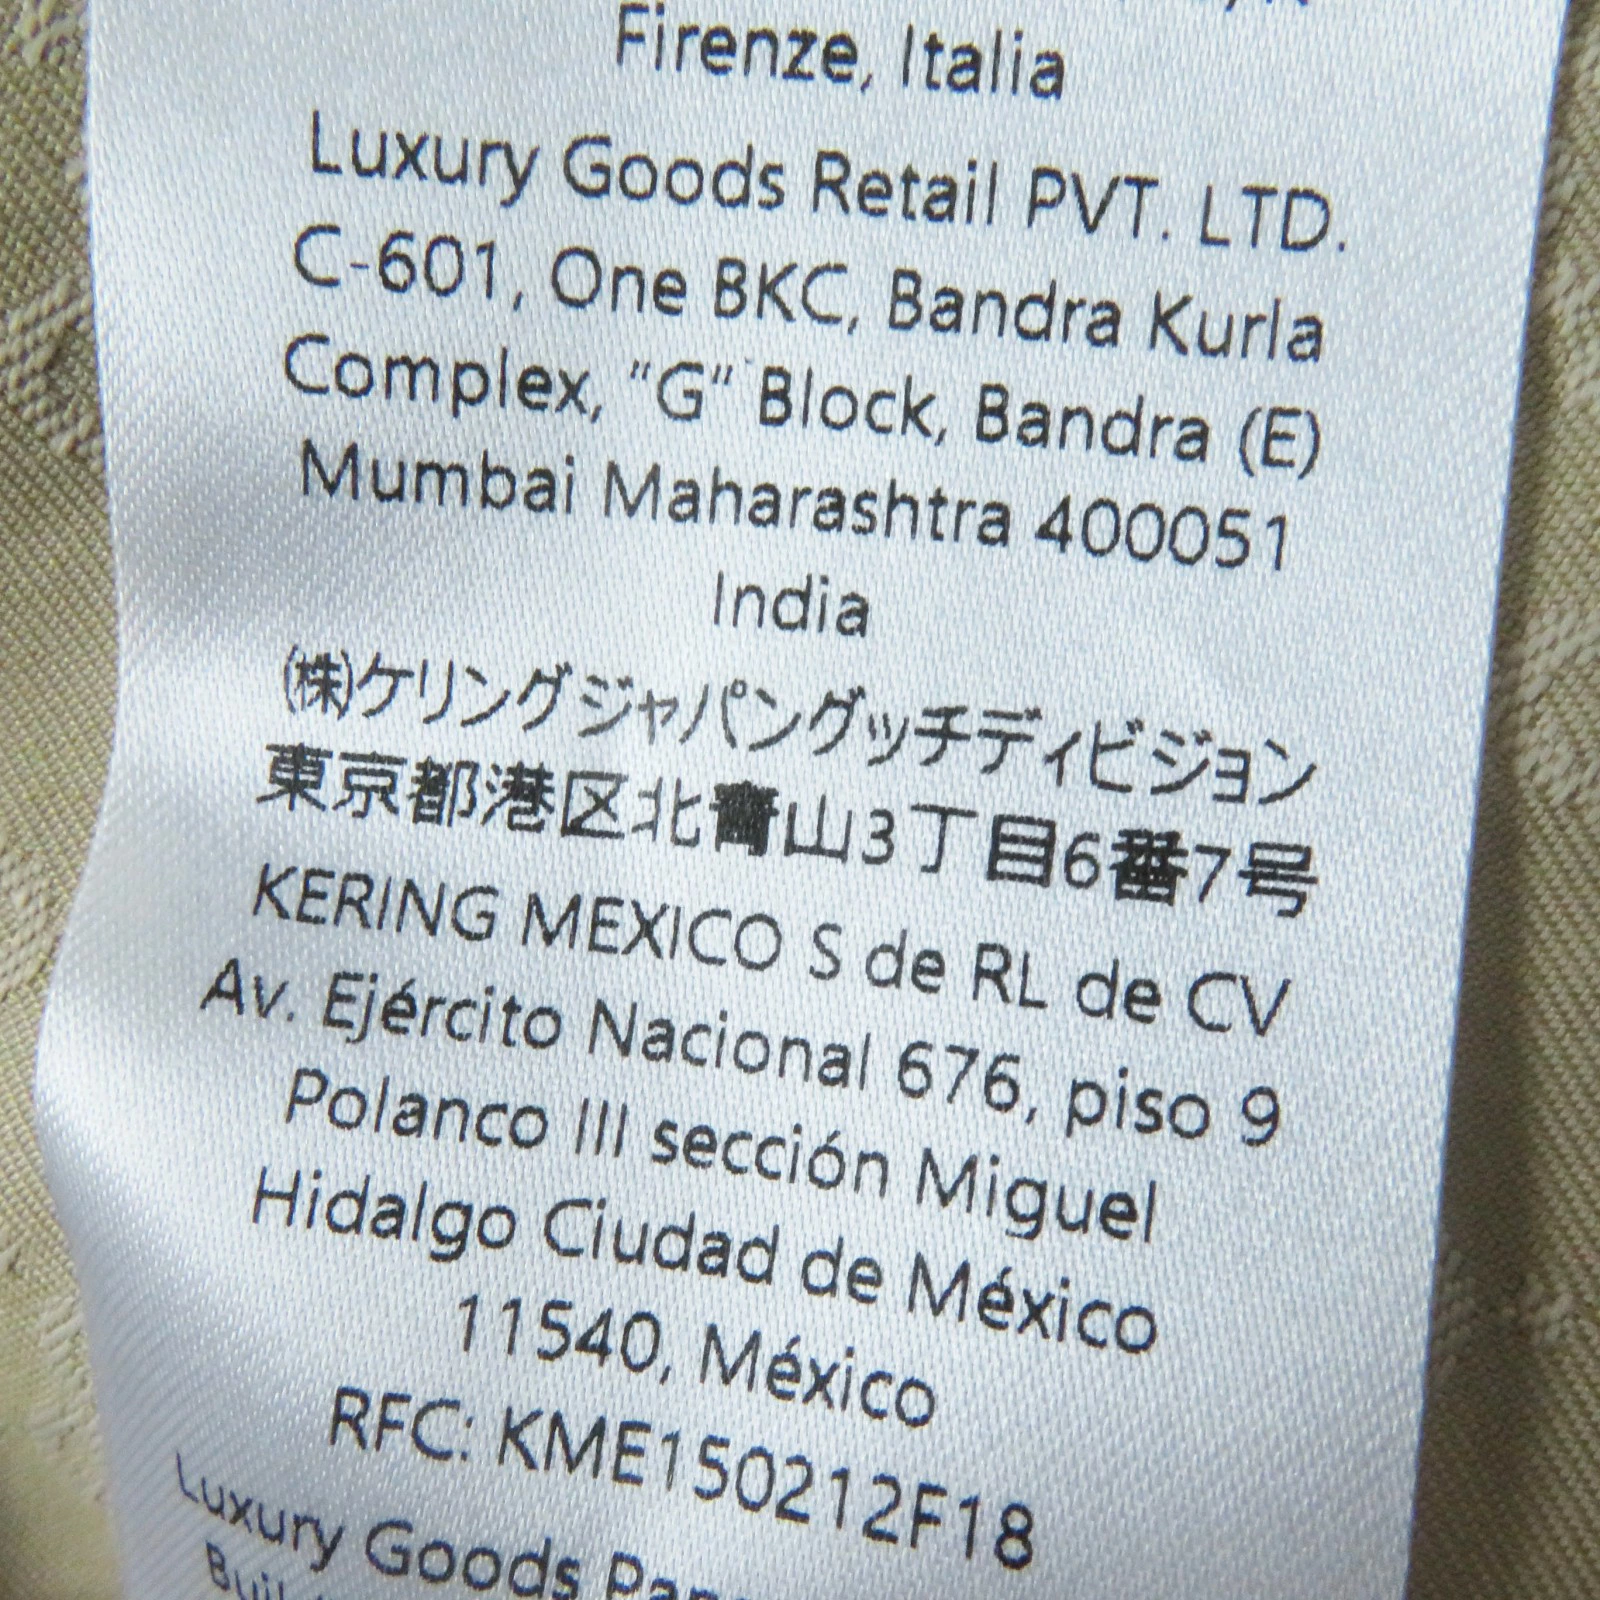 Firenze, Italia
Luxury Goods Retail PVT. LTD.
C-601, One BKC, Bandra Kurla
Complex, "G" Block, Bandra (E)
Mumbai Maharashtra 400051
India
(株)ケリングジャパングッチディビジョン
東京都港区北青山3丁目6番7号
KERING MEXICO S de RL de CV
Av. Ejército Nacional 676, piso 9
Polanco III sección Miguel
Hidalgo Ciudad de México
11540, México
RFC: KME150212F18
Luxury Goods